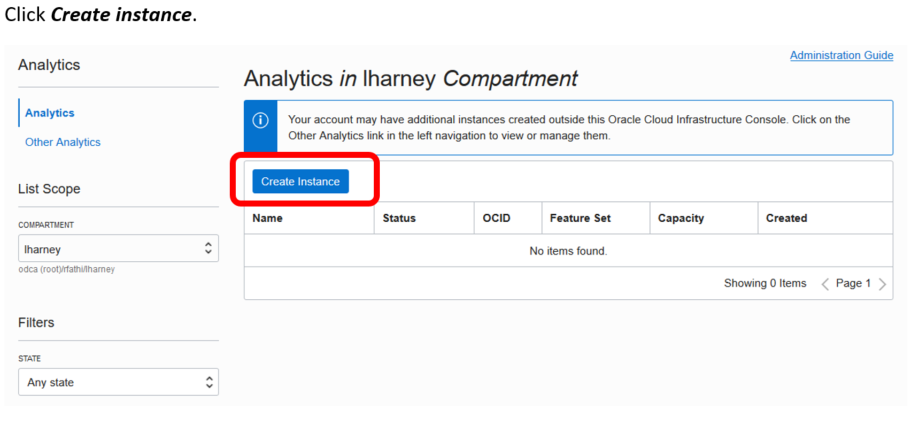 Click Create instance.
Administration Guide
Analytics
Analytics
Other Analytics
List Scope
COMPARTMENT
lharney
odca (root)/rfathi/lharney
Filters
STATE
Any state
Analytics in lharney Compartment
Your account may have additional instances created outside this Oracle Cloud Infrastructure Console. Click on the
Other Analytics link in the left navigation to view or manage them.
Create Instance
Name Status OCID Feature Set Capacity Created
No items found.
Showing 0 Items < Page 1 >